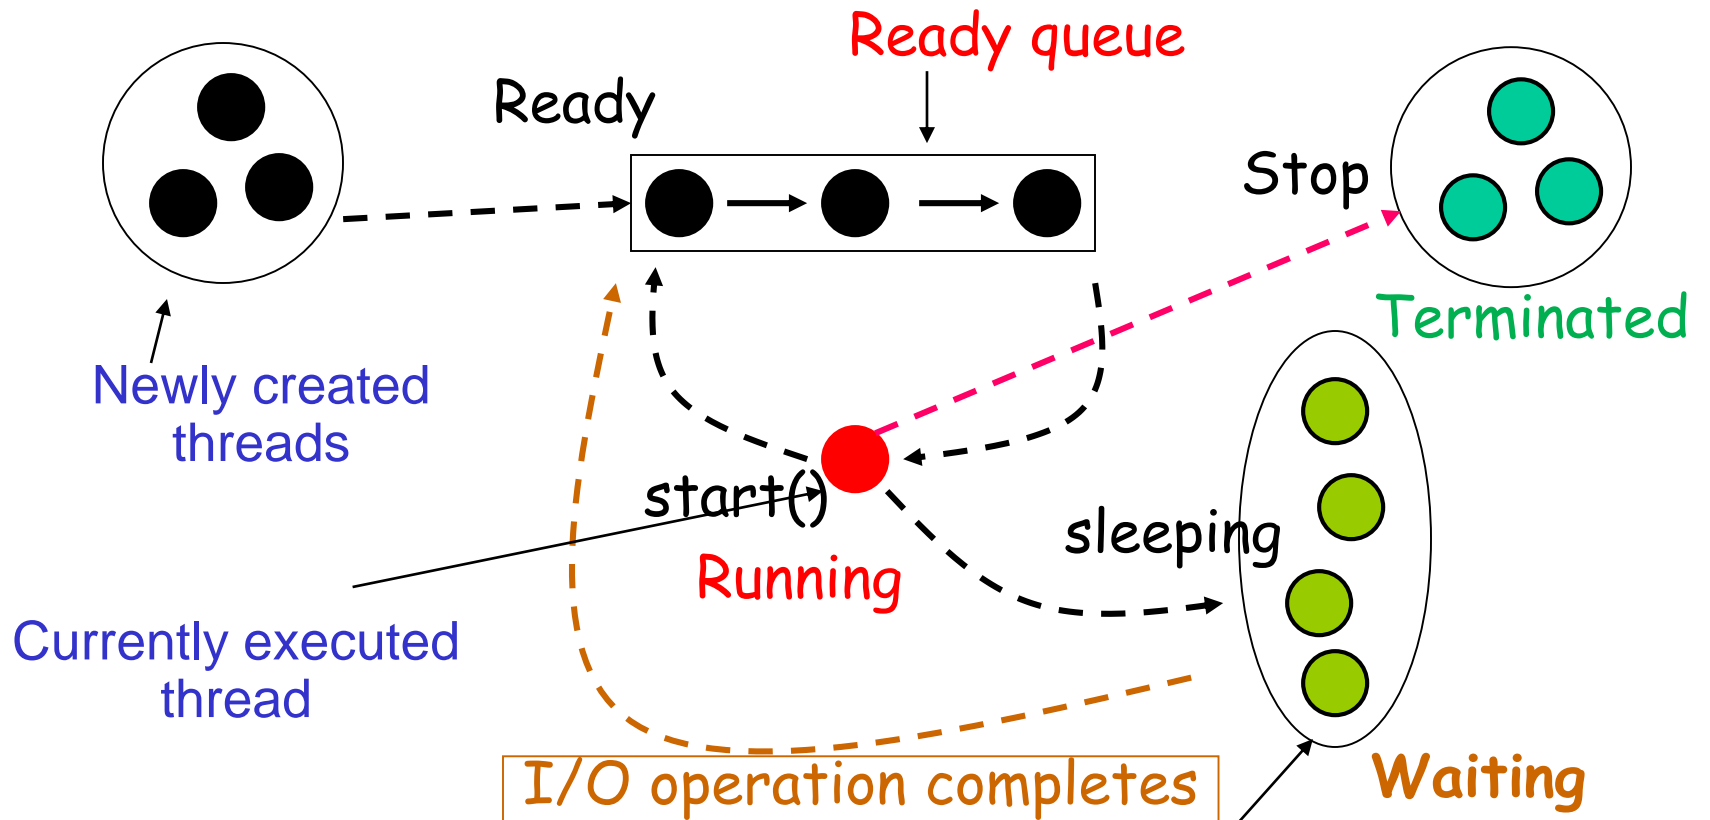 Ready queue
Ready
Stop
Terminated
Newly created
threads
start()
sleeping
Running
Currently executed
thread
I/O operation completes
Waiting